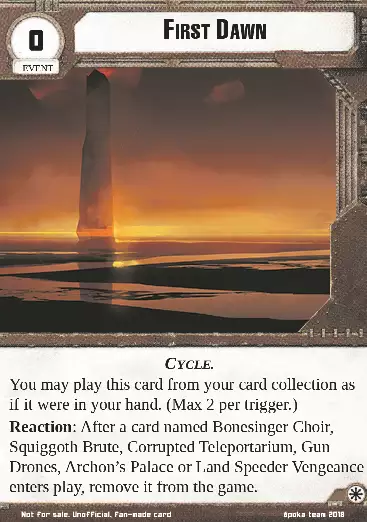 0
FIRST DAWN
EVENT
CYCLE.
You may play this card from your card collection as
if it were in your hand. (Max 2 per trigger.)
Reaction: After a card named Bonesinger Choir,
Squiggoth Brute, Corrupted Teleportarium, Gun
Drones, Archon's Palace or Land Speeder Vengeance
enters play, remove it from the game.
Not for sale. Unofficial, Fan-made card
Apoka team 2018